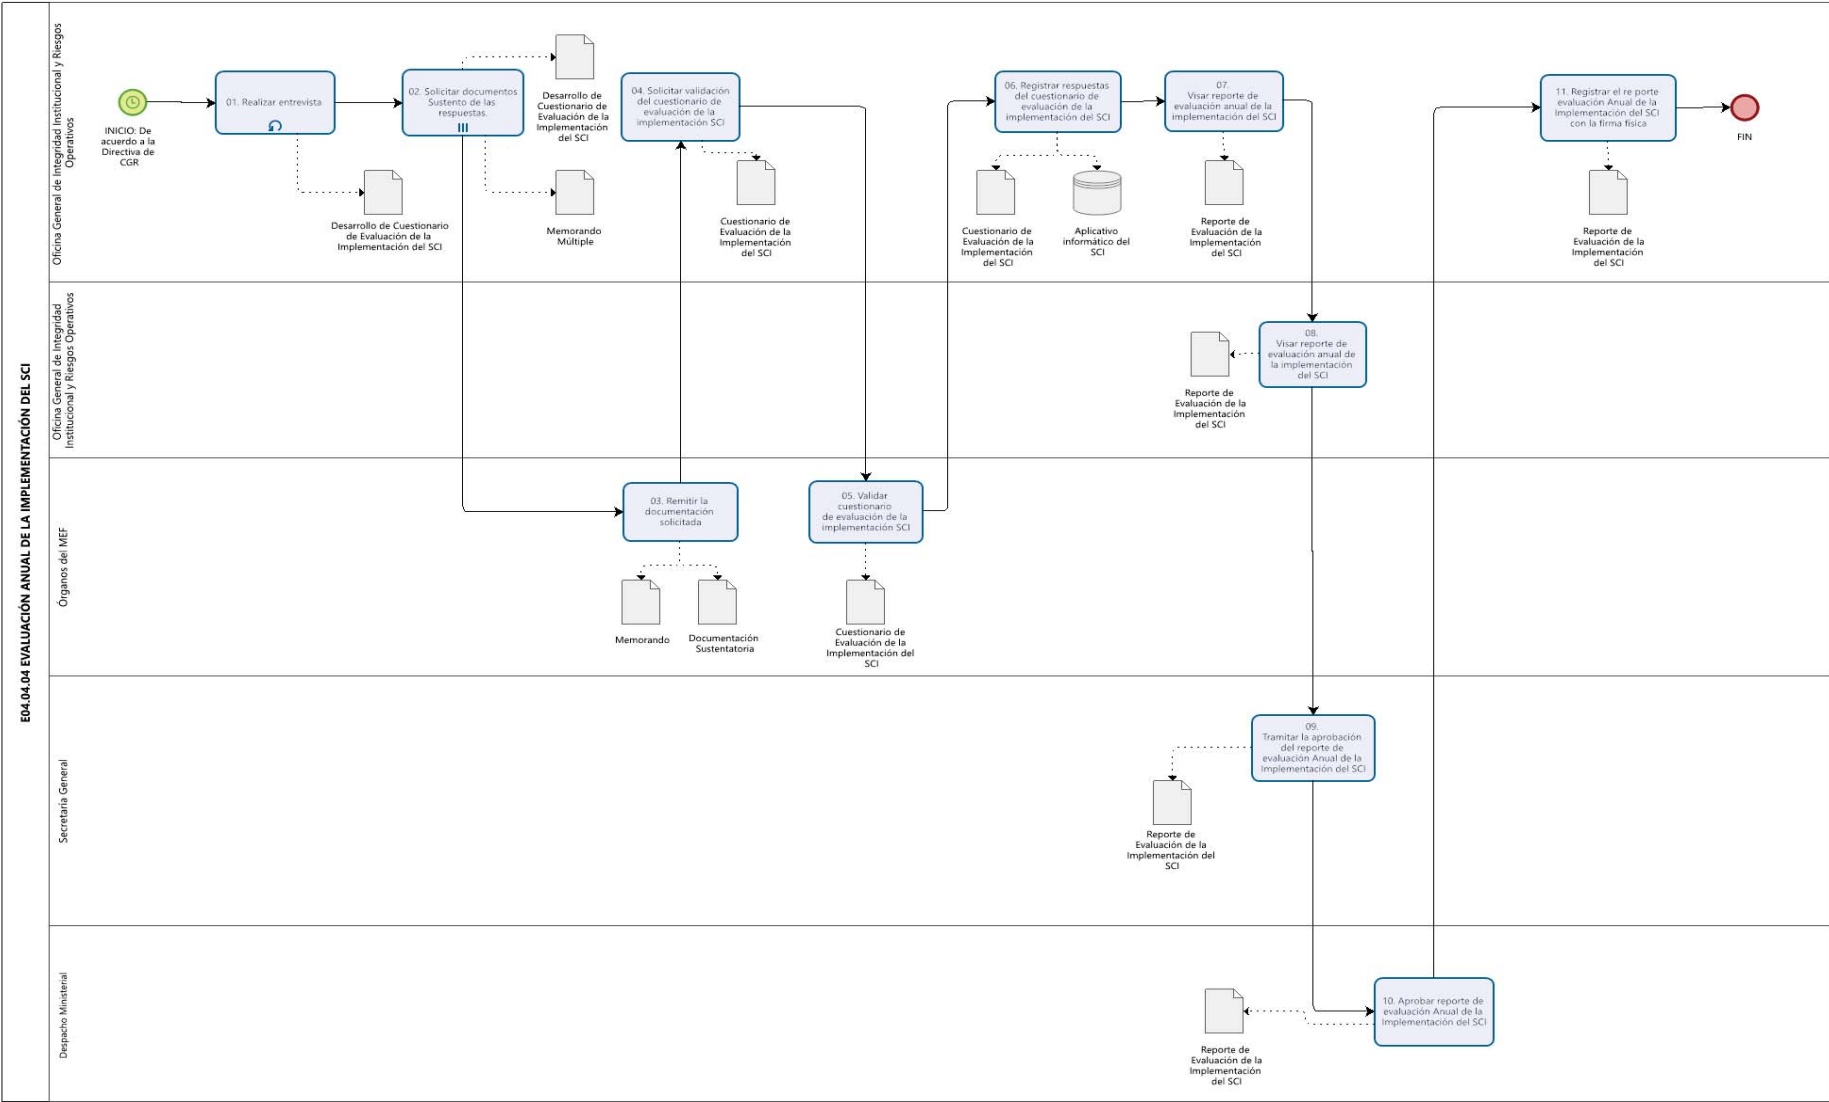 E04.04.04 EVALUACIÓN ANUAL DE LA IMPLEMENTACIÓN DEL SCI
Oficina General de Integridad Institucional y Riesgos
Operativos
INICIO: De
acuerdo a la
Directiva de
CGR
01. Realizar entrevista
Desarrollo de Cuestionario
de Evaluación de la
Implementación del SCI
02. Solicitar documentos
Sustento de las
respuestas.
Desarrollo de
Cuestionario de
Evaluación de la
Implementación
del SCI
Memorando
Múltiple
04. Solicitar validación
del cuestionario de
evaluación de la
implementación SCI
Cuestionario de
Evaluación de la
Implementación
del SCI
06. Registrar respuestas
del cuestionario de
evaluación de la
implementación del SCI
Cuestionario de
Evaluación de la
Implementación
del SCI
Aplicativo
informático del
SCI
07.
Visar reporte de
evaluación anual de la
implementación del SCI
Reporte de
Evaluación de la
Implementación
del SCI
11. Registrar el re porte
evaluación Anual de la
Implementación del SCI
con la firma física
Reporte de
Evaluación de la
Implementación
del SCI
FIN
Oficina General de Integridad
Institucional y Riesgos Operativos
08.
Visar reporte de
evaluación anual de
la implementación
del SCI
Reporte de
Evaluación de la
Implementación
del SCI
Órganos del MEF
03. Remitir la
documentación
solicitada
Memorando
Documentación
Sustentatoria
05. Validar
cuestionario
de evaluación de la
implementación SCI
Cuestionario de
Evaluación de la
Implementación del
SCI
Secretaría General
09.
Tramitar la aprobación
del reporte de
evaluación Anual de la
Implementación del SCI
Reporte de
Evaluación de la
Implementación del
SCI
Despacho Ministerial
10. Aprobar reporte de
evaluación Anual de la
Implementación del SCI
Reporte de
Evaluación de la
Implementación
del SCI